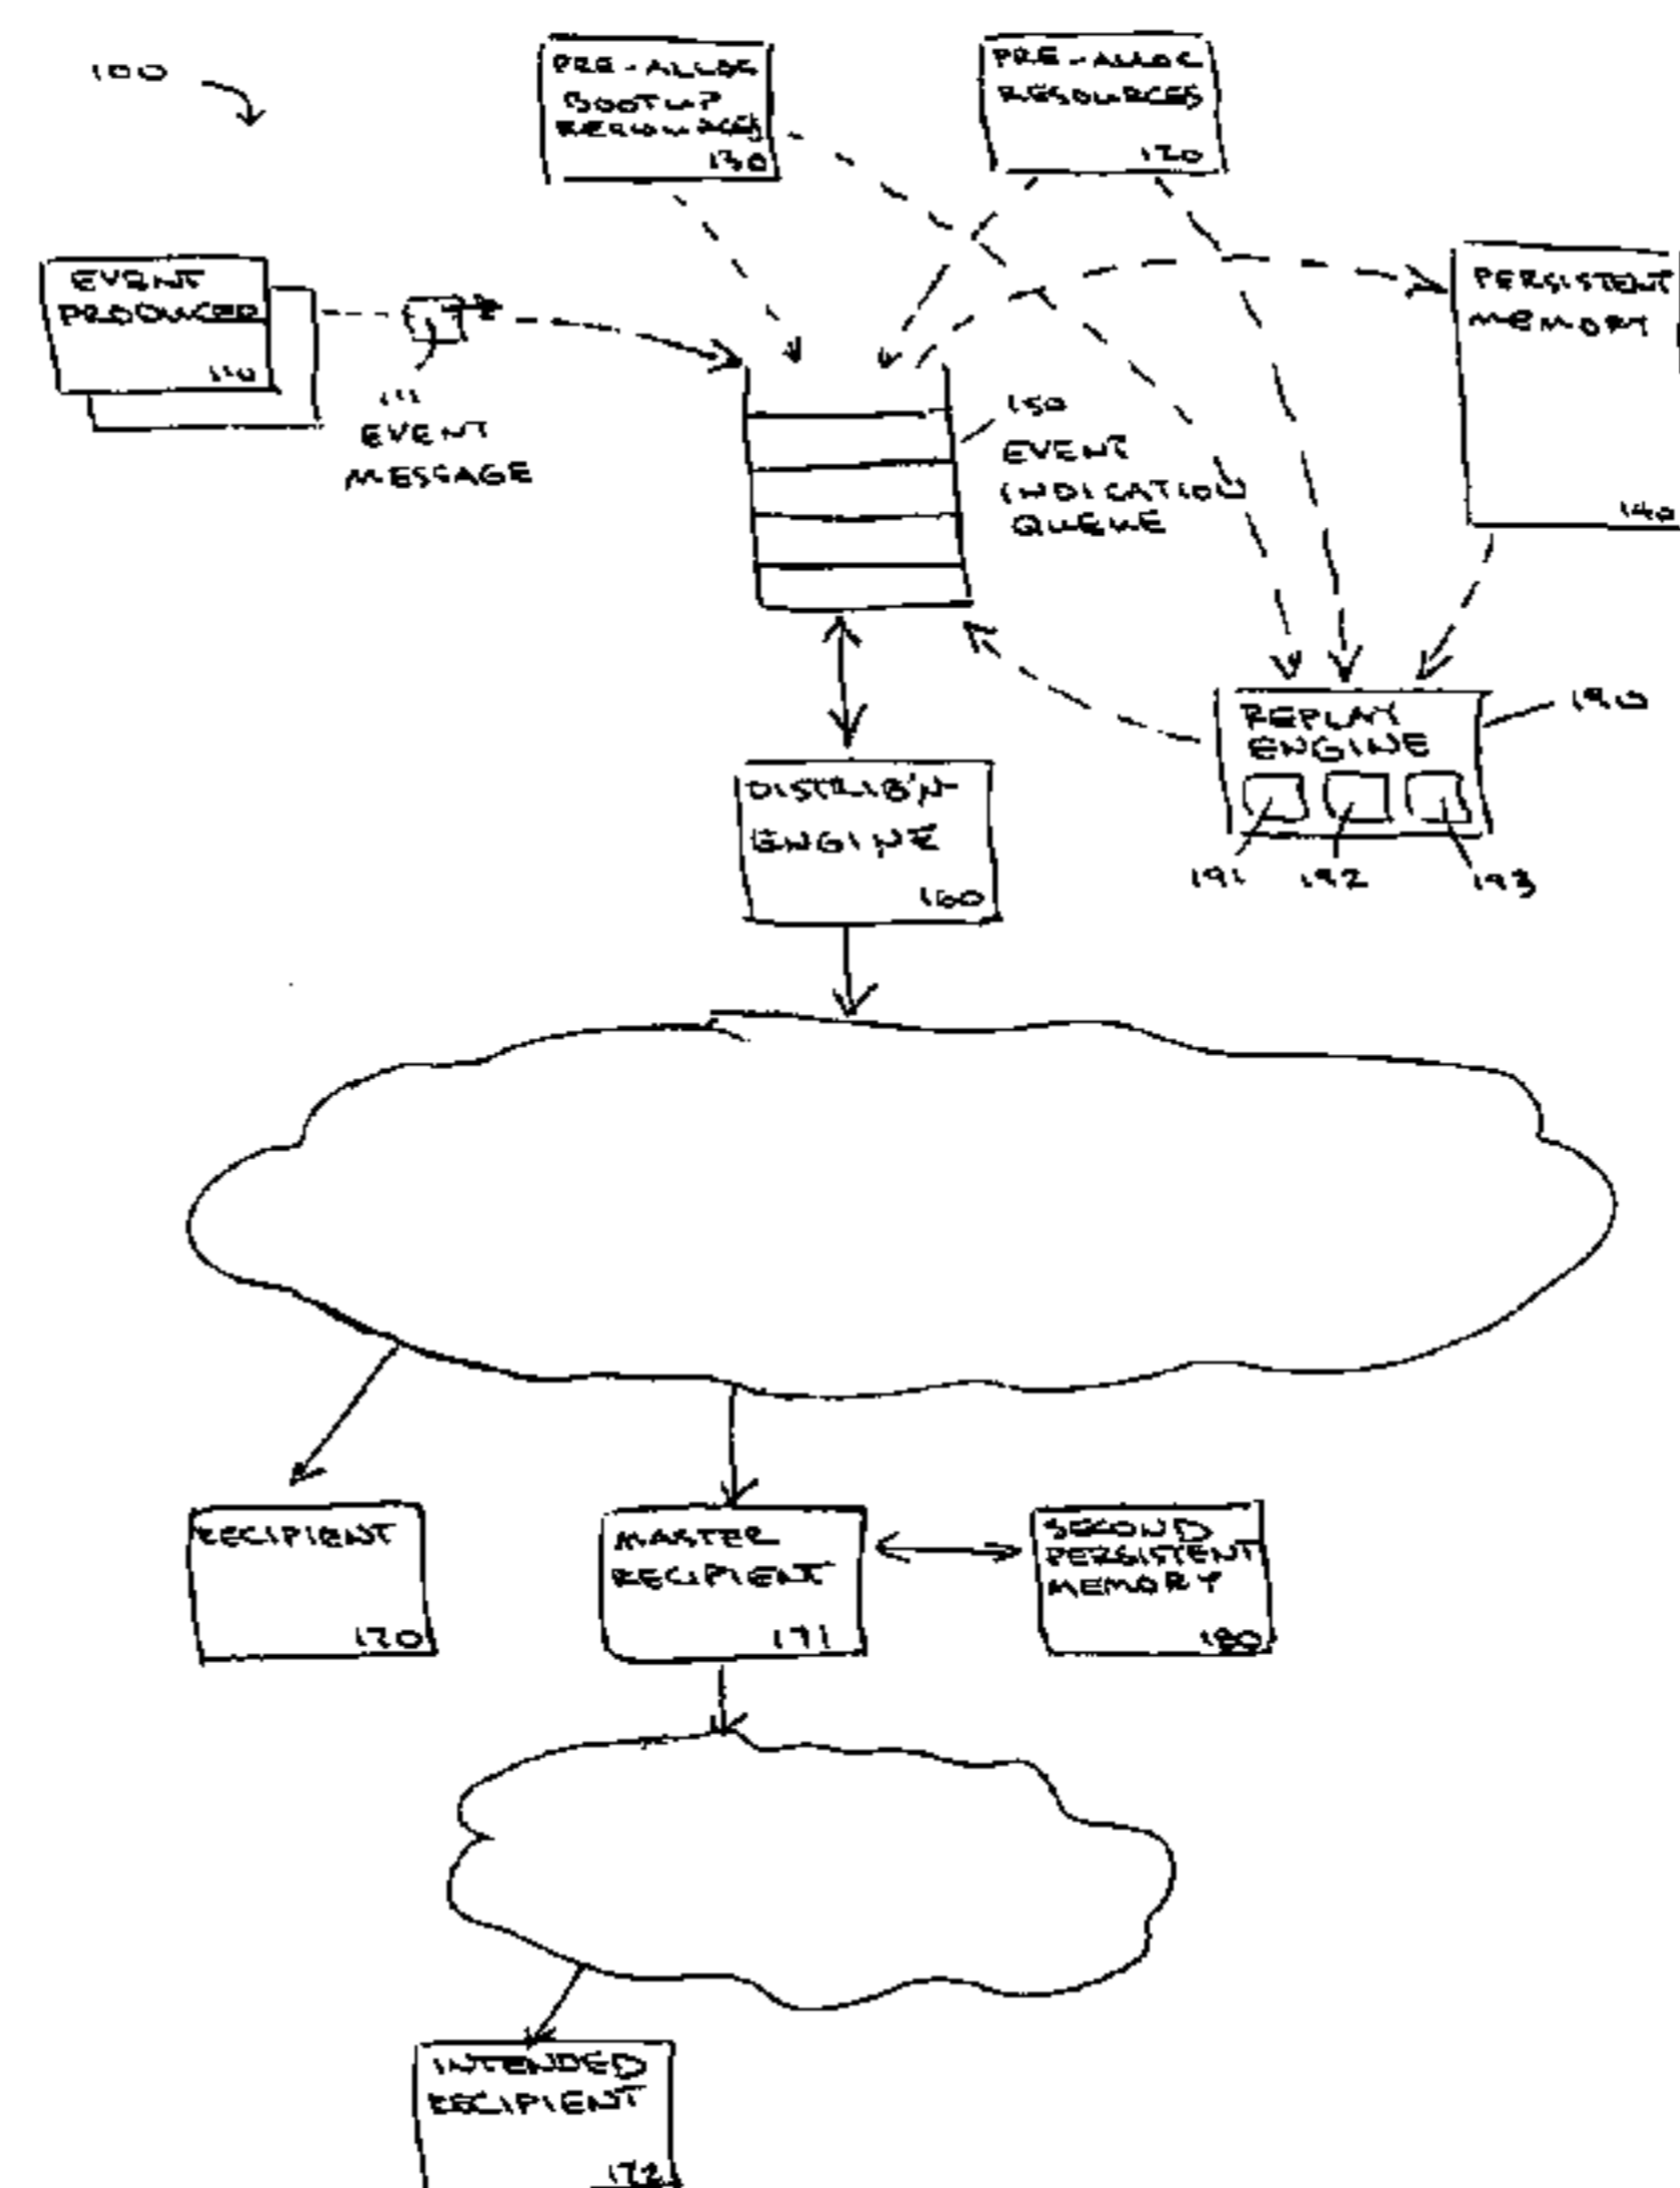 100
PRE-ALLOC
BOOTUP
RESOURCES
130
PRE-ALLOC
RESOURCES
120
EVENT
PRODUCER
110
111
EVENT
MESSAGE
150
EVENT
INDICATION
QUEUE
PERSISTENT
MEMORY
140
REPLAY
ENGINE
190
191
192
193
DISTRIB'N
ENGINE
160
RECIPIENT
170
MASTER
RECIPIENT
171
SECOND
PERSISTENT
MEMORY
180
INTENDED
RECIPIENT
172